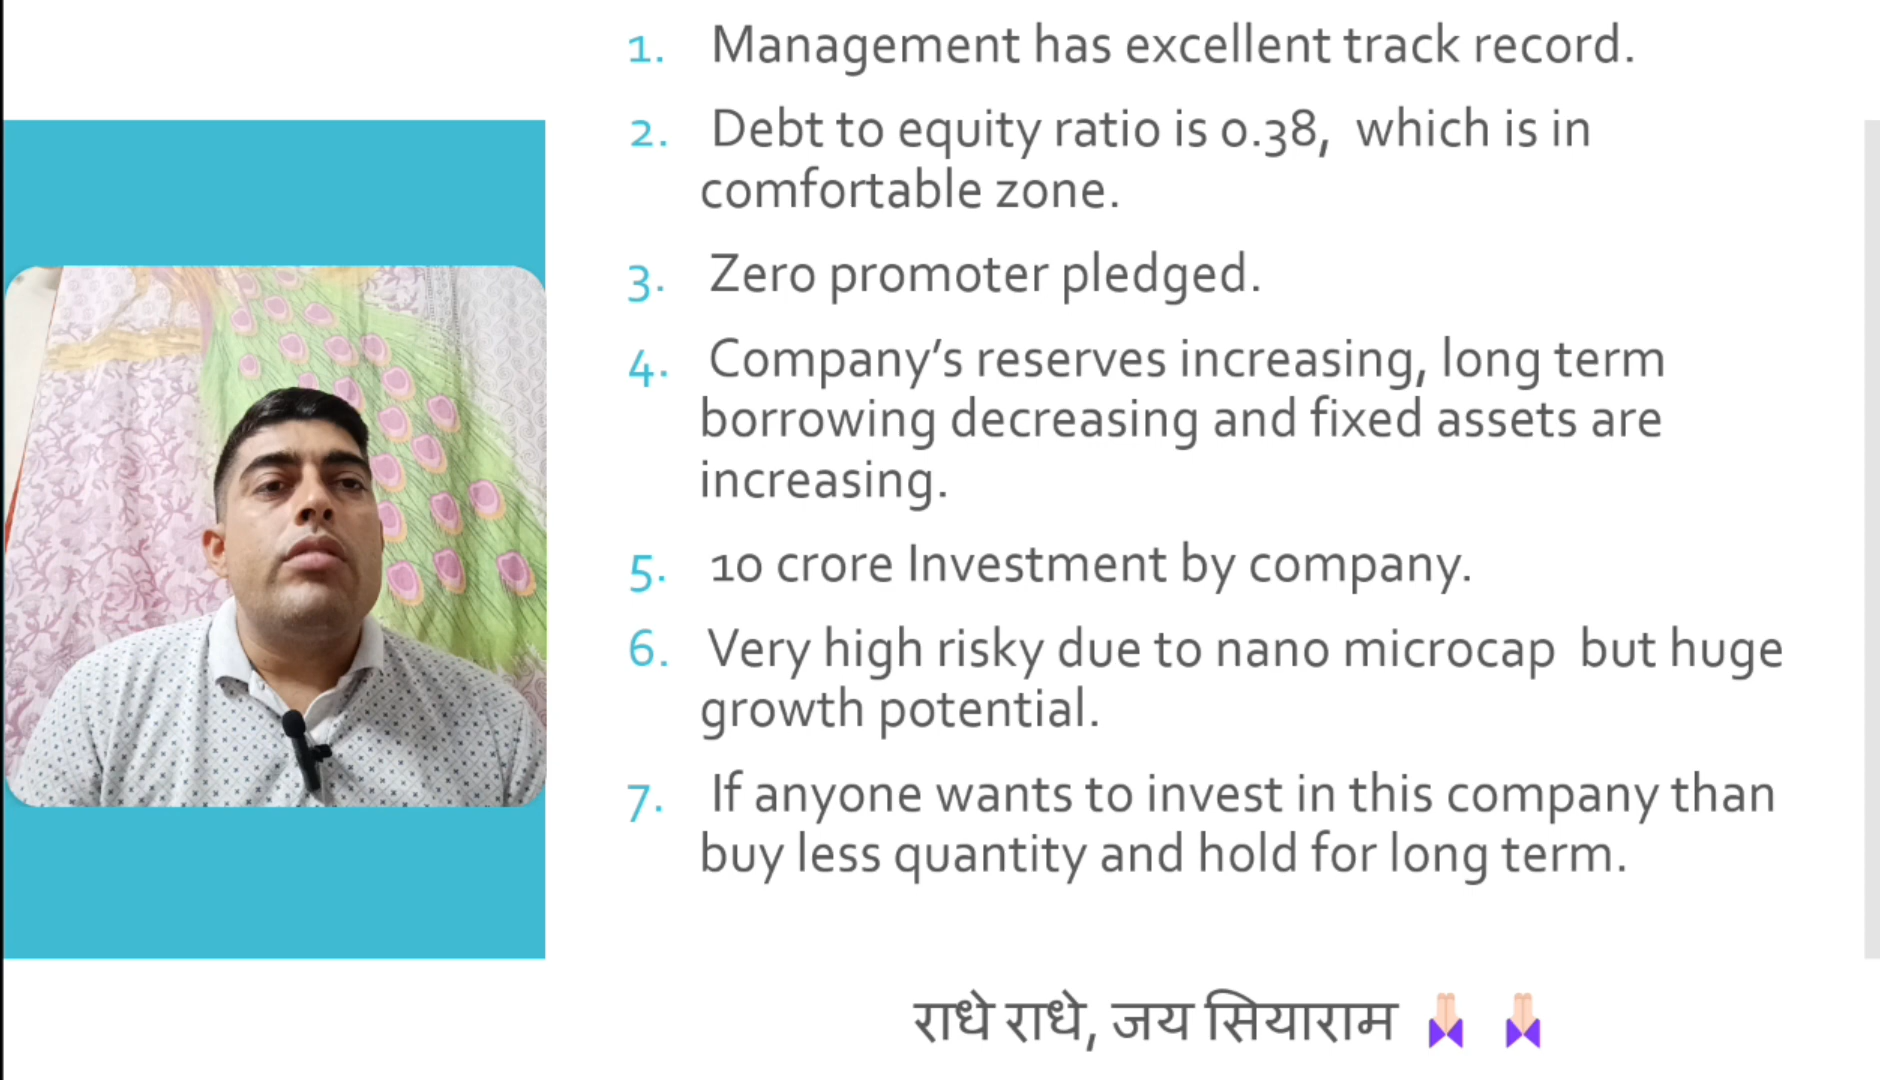 1. Management has excellent track record.
2. Debt to equity ratio is 0.38, which is in
comfortable zone.
3. Zero promoter pledged.
4. Company’s reserves increasing, long term
borrowing decreasing and fixed assets are
increasing.
5. 10 crore Investment by company.
6. Very high risky due to nano microcap but huge
growth potential.
7. If anyone wants to invest in this company than
buy less quantity and hold for long term.
राधे राधे, जय सियाराम 🙏🏻 🙏🏻